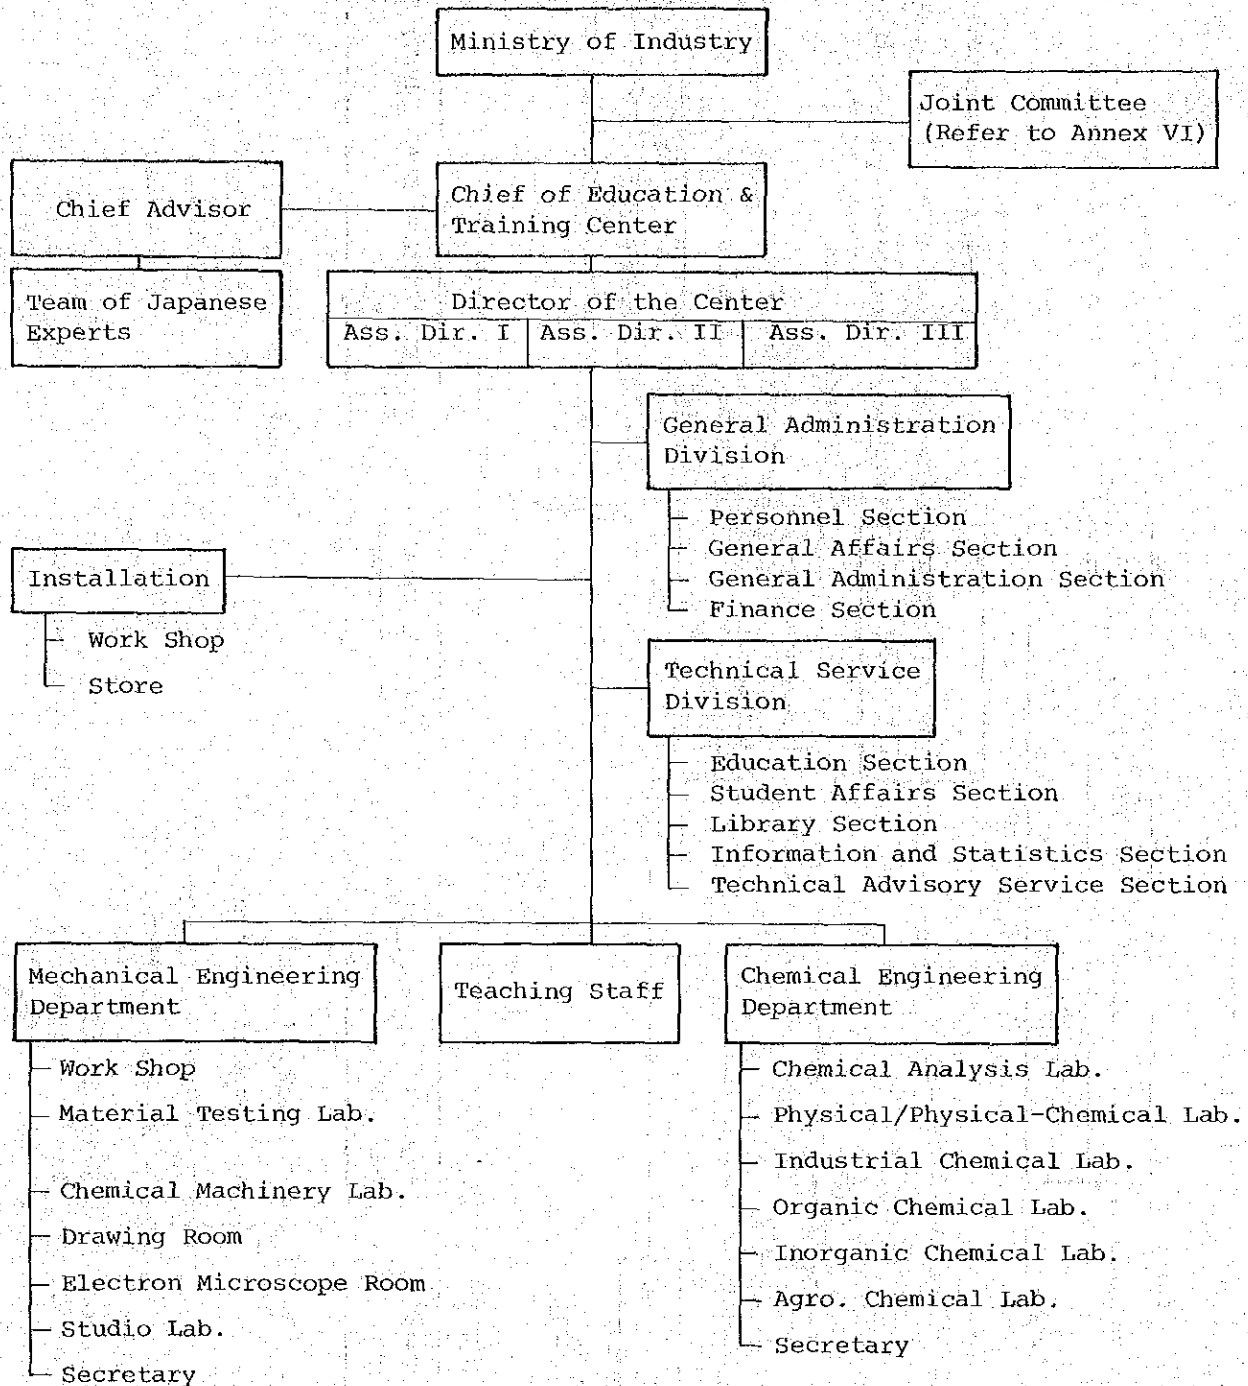 Ministry of Industry
Joint Committee
(Refer to Annex VI)
Chief Advisor
Chief of Education &
Training Center
Team of Japanese
Experts
Director of the Center
Ass. Dir. I
Ass. Dir. II
Ass. Dir. III
General Administration
Division
Personnel Section
General Affairs Section
General Administration Section
Finance Section
Installation
Work Shop
Store
Technical Service
Division
Education Section
Student Affairs Section
Library Section
Information and Statistics Section
Technical Advisory Service Section
Mechanical Engineering
Department
Work Shop
Material Testing Lab.
Chemical Machinery Lab.
Drawing Room
Electron Microscope Room
Studio Lab.
Secretary
Teaching Staff
Chemical Engineering
Department
Chemical Analysis Lab.
Physical/Physical-Chemical Lab.
Industrial Chemical Lab.
Organic Chemical Lab.
Inorganic Chemical Lab.
Agro. Chemical Lab.
Secretary